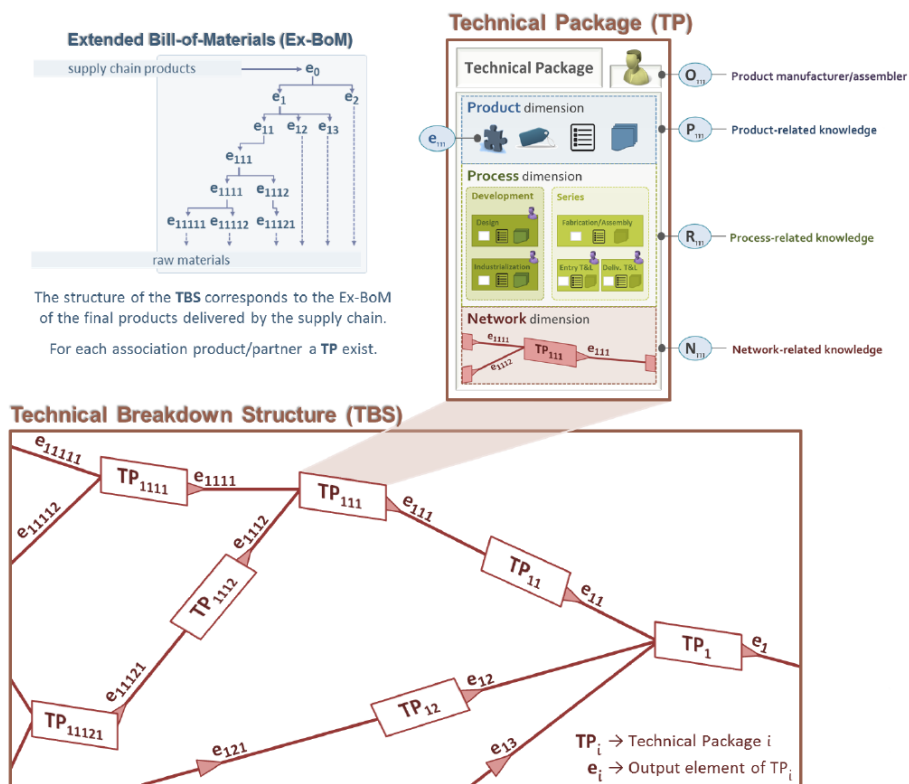 Extended Bill-of-Materials (Ex-BoM)
supply chain products
e0
e1
e2
e11
e12
e13
e111
e1111
e1112
e11111
e11112
e11121
raw materials
The structure of the TBS corresponds to the Ex-BoM
of the final products delivered by the supply chain.
For each association product/partner a TP exist.
Technical Package (TP)
Technical Package
O111
Product manufacturer/assembler
Product dimension
e111
P111
Product-related knowledge
Process dimension
Development
Series
Design
Fabrication/Assembly
Industrialization
Entry T&L
Deliv. T&L
R111
Process-related knowledge
Network dimension
e1111
e1112
TP111
e111
N111
Network-related knowledge
Technical Breakdown Structure (TBS)
e11111
e11112
TP1111
e1111
TP111
e111
e1112
TP1112
TP11
e11
e11121
TP1
e1
TP11121
e12
TP12
e121
e13
TPi → Technical Package i
ei → Output element of TPi